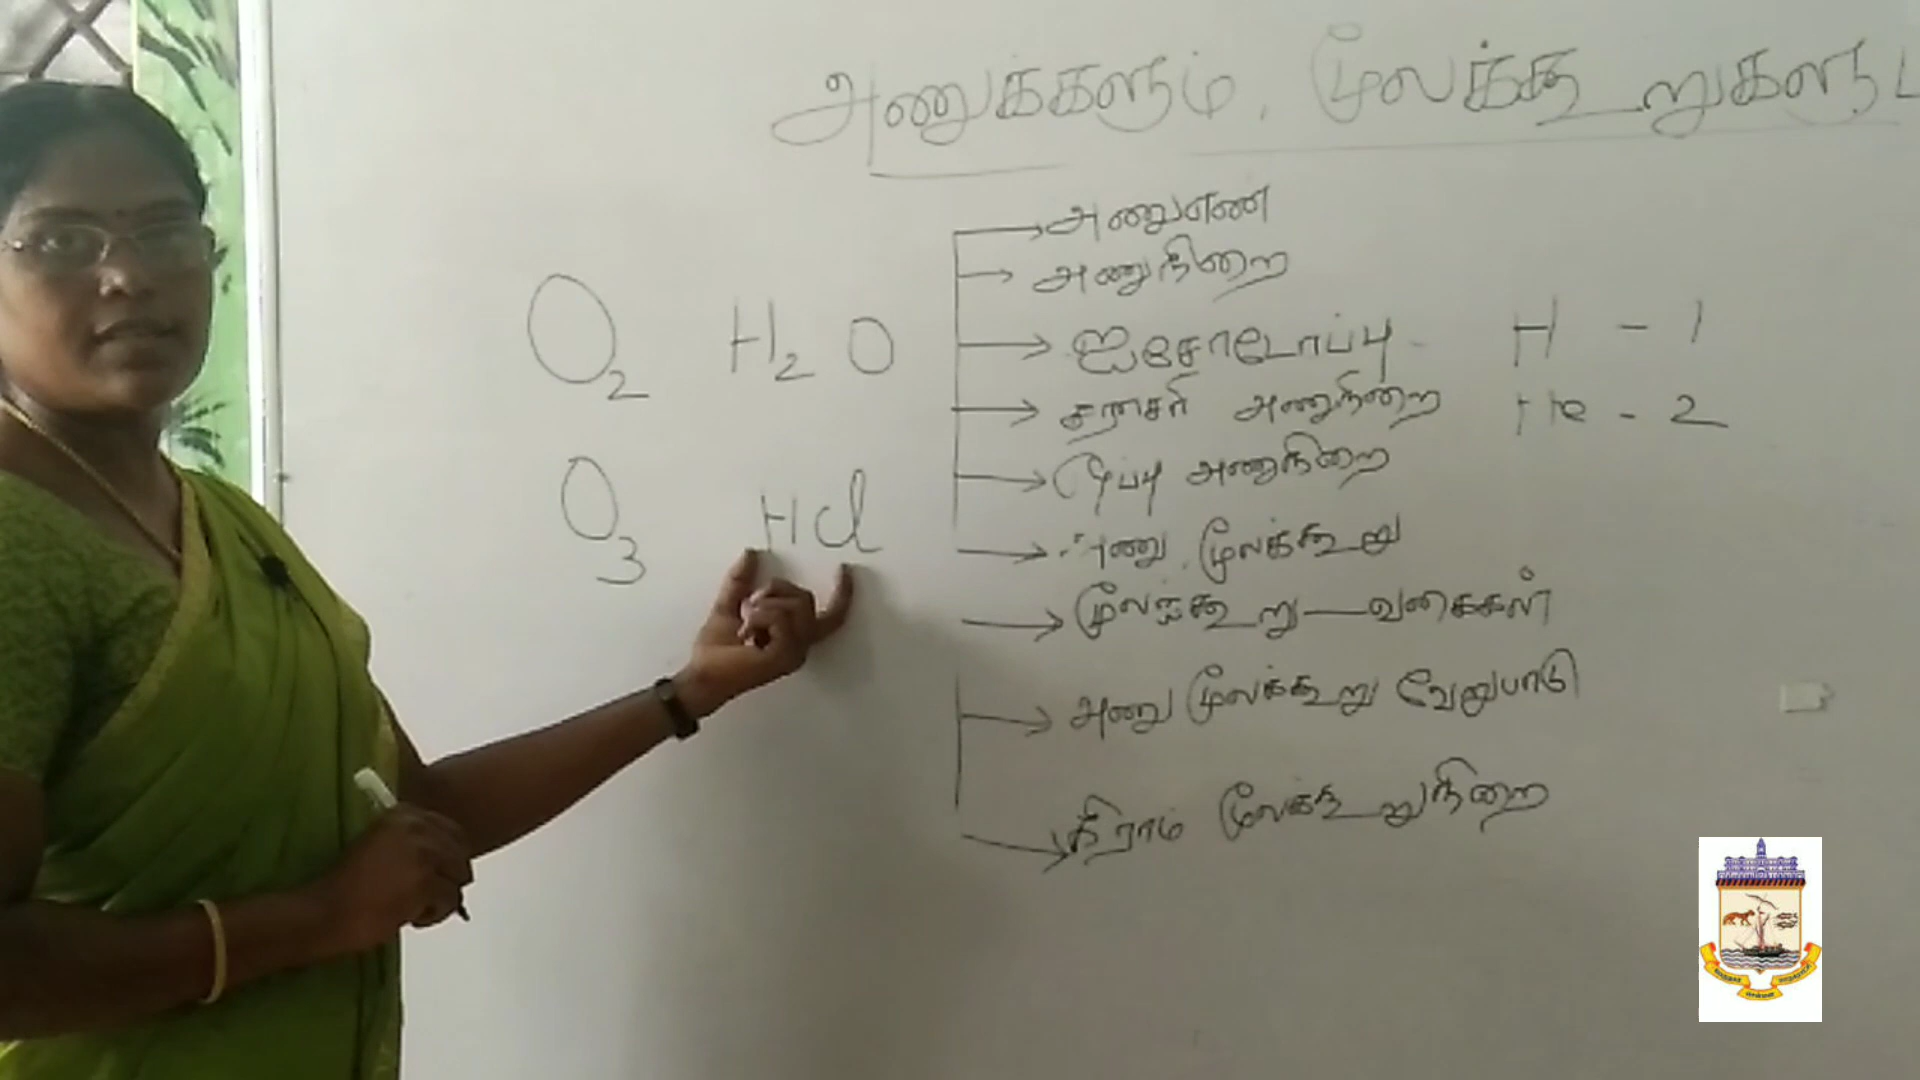 அணுக்களும், மூலக்கூறுகளும்
O2 H2O
O3 HCl
அணுஎண்
அணுநிறை
ஐசோடோப்பு H - 1
சராசரி அணுநிறை He - 2
ஒப்பு அணுநிறை
அணு மூலக்கூறு
மூலக்கூறு - வகைகள்
அணு மூலக்கூறு வேறுபாடு
கிராம் மூலக்கூறுநிறை